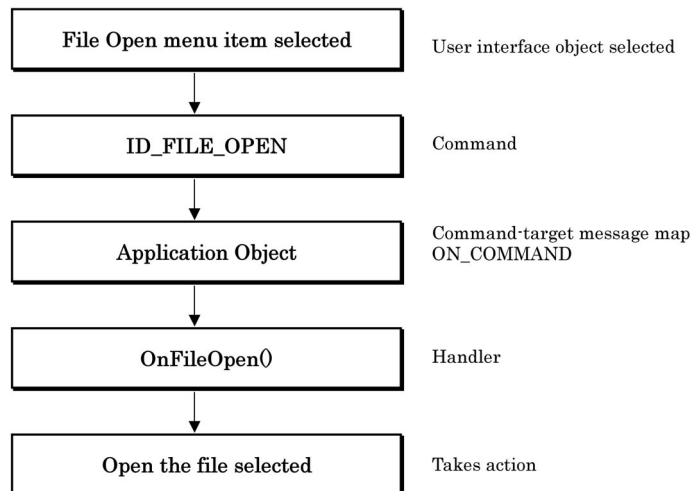 File Open menu item selected
User interface object selected
ID_FILE_OPEN
Command
Application Object
Command-target message map
ON_COMMAND
OnFileOpen()
Handler
Open the file selected
Takes action